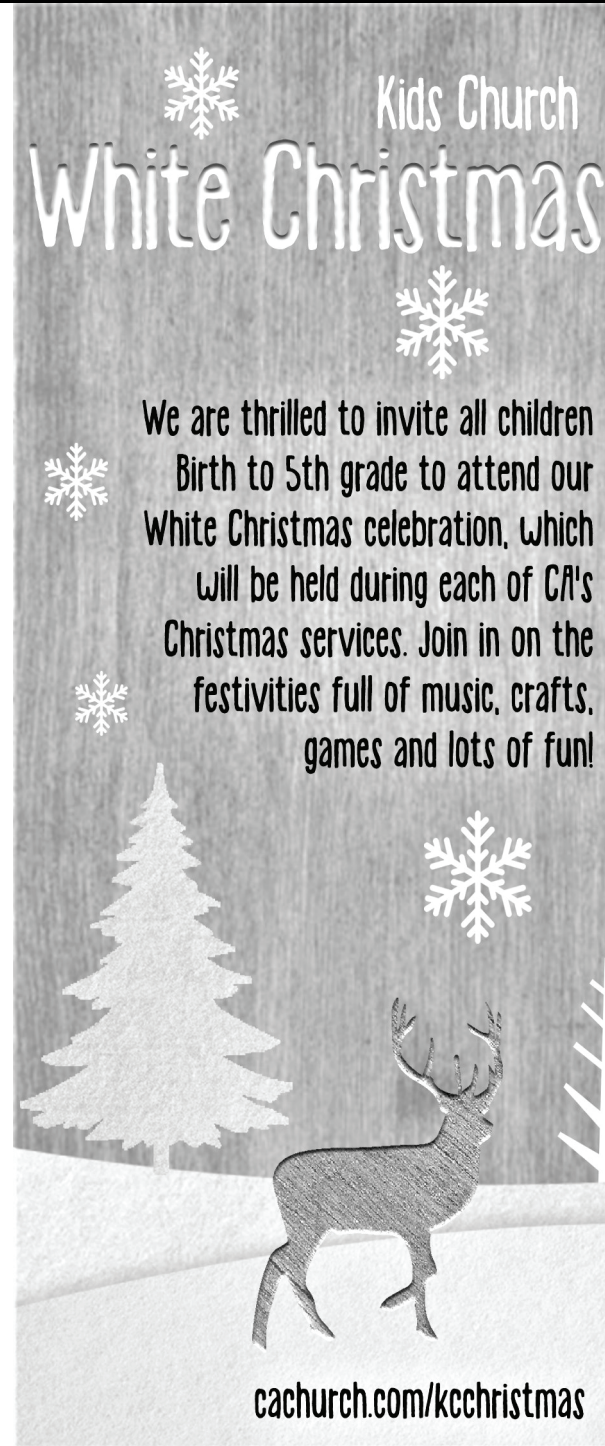 Kids Church
White Christmas
We are thrilled to invite all children
Birth to 5th grade to attend our
White Christmas celebration, which
will be held during each of CA's
Christmas services. Join in on the
festivities full of music, crafts,
games and lots of fun!
cachurch.com/kcchristmas